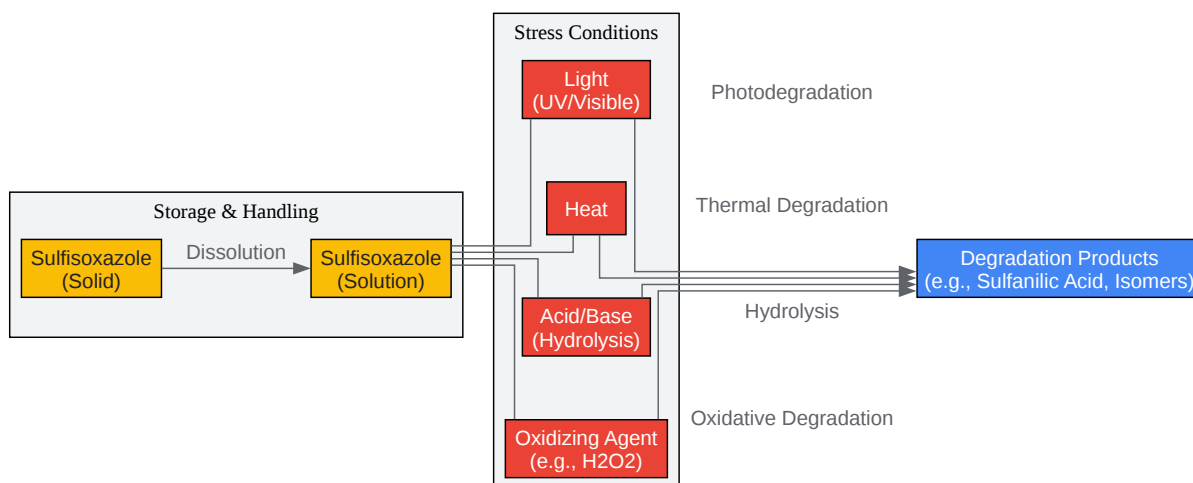 Stress Conditions
Light
(UV/Visible)
Photodegradation
Heat
Thermal Degradation
Storage & Handling
Sulfisoxazole
(Solid)
Dissolution
Sulfisoxazole
(Solution)
Degradation Products
(e.g., Sulfanilic Acid, Isomers)
Acid/Base
(Hydrolysis)
Hydrolysis
Oxidizing Agent
(e.g., H2O2)
Oxidative Degradation